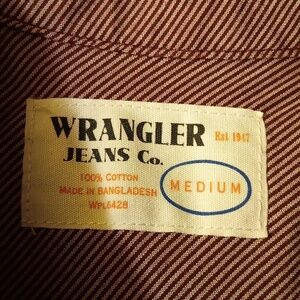 WRANGLER Est. 1947
JEANS Co.
100% COTTON
MADE IN BANGLADESH
WPL6428
MEDIUM